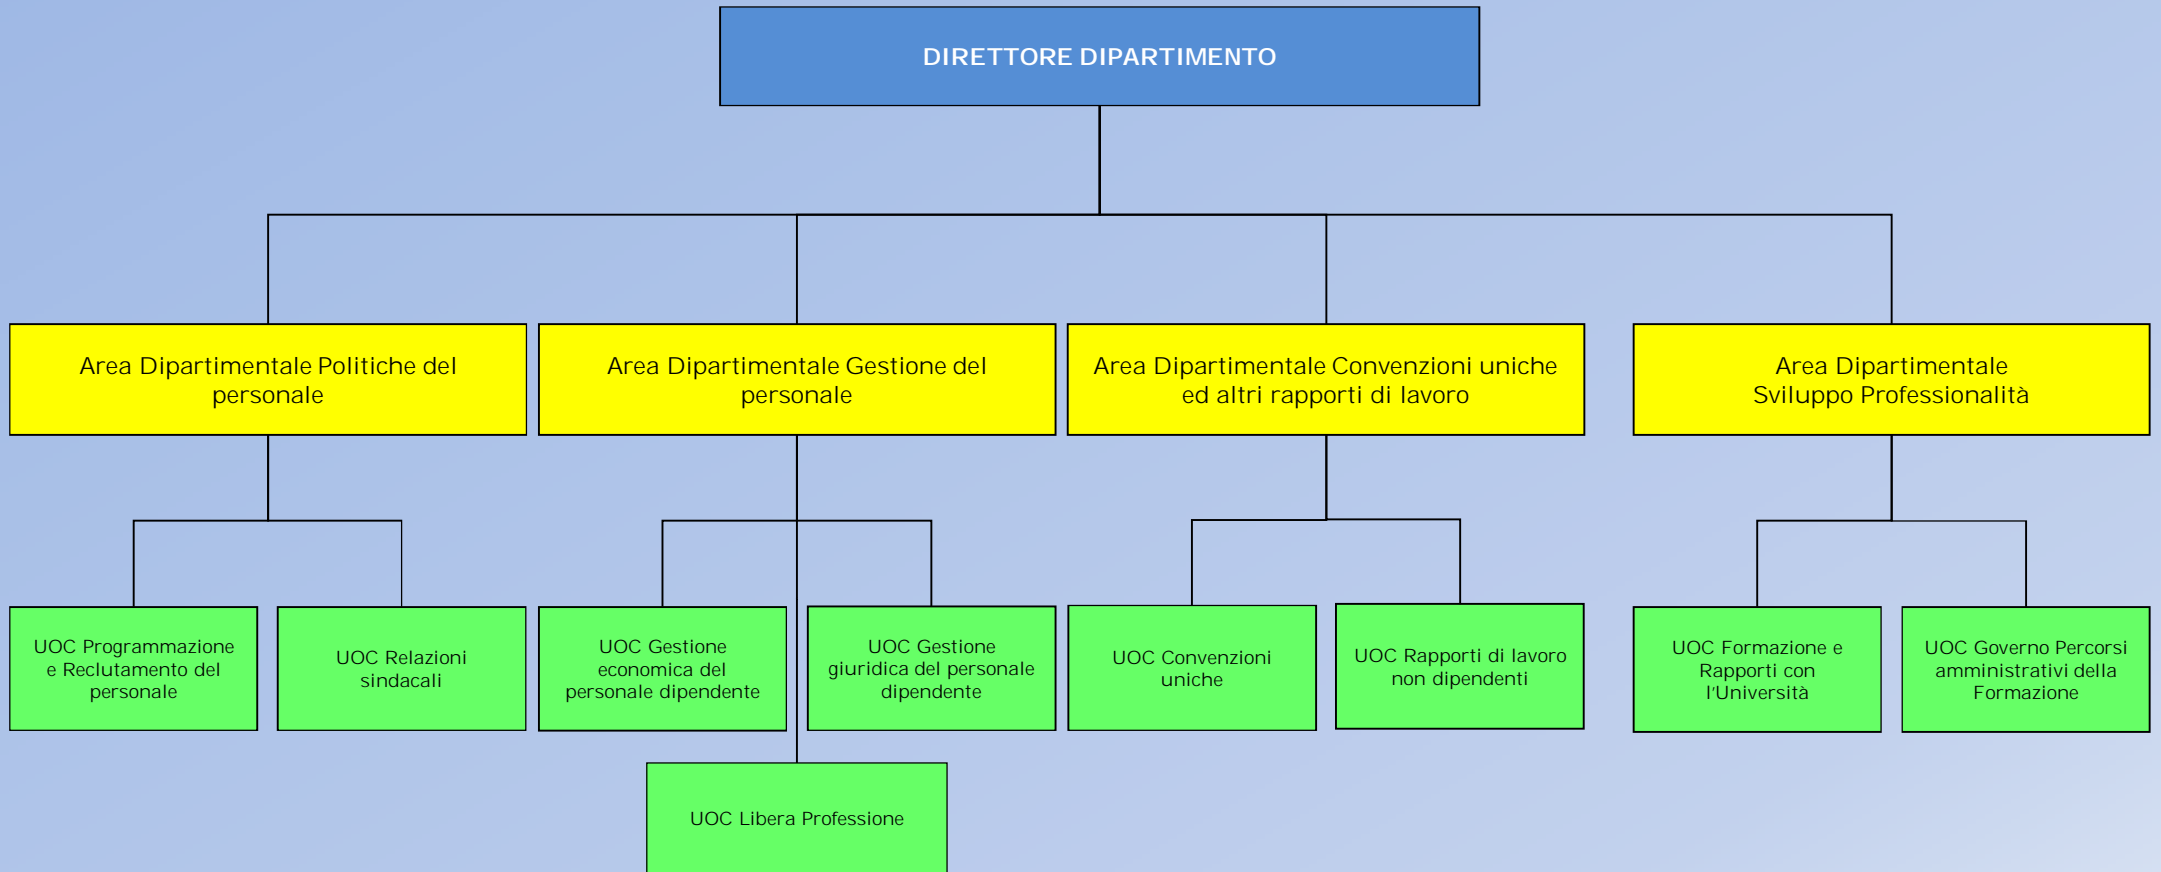 DIRETTORE DIPARTIMENTO
Area Dipartimentale Politiche del
personale
Area Dipartimentale Gestione del
personale
Area Dipartimentale Convenzioni uniche
ed altri rapporti di lavoro
Area Dipartimentale
Sviluppo Professionalità
UOC Programmazione
e Reclutamento del
personale
UOC Relazioni
sindacali
UOC Gestione
economica del
personale dipendente
UOC Gestione
giuridica del personale
dipendente
UOC Convenzioni
uniche
UOC Rapporti di lavoro
non dipendenti
UOC Formazione e
Rapporti con
l'Università
UOC Governo Percorsi
amministrativi della
Formazione
UOC Libera Professione